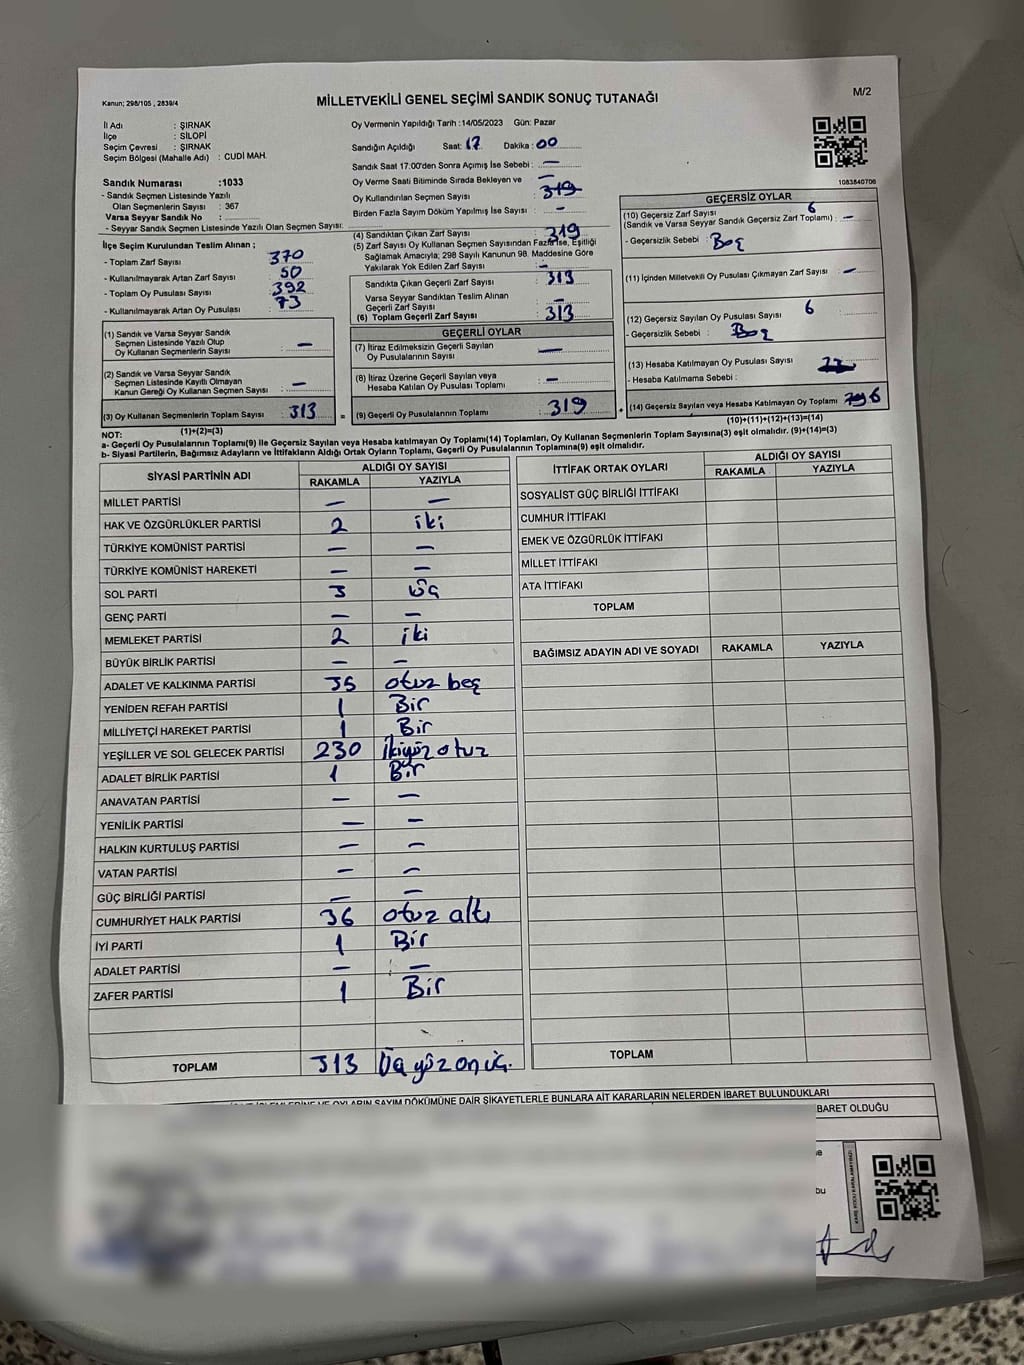 Kanun; 298/105 , 2839/4
MİLLETVEKİLİ GENEL SEÇİMİ SANDIK SONUÇ TUTANAĞI
M/2
İl Adı : ŞIRNAK
İlçe : SİLOPİ
Seçim Çevresi : ŞIRNAK
Seçim Bölgesi (Mahalle Adı) : CUDİ MAH.
Sandık Numarası :1033
- Sandık Seçmen Listesinde Yazılı
Olan Seçmenlerin Sayısı : 367
Varsa Seyyar Sandık No :
- Seyyar Sandık Seçmen Listesinde Yazılı Olan Seçmen Sayısı:
İlçe Seçim Kurulundan Teslim Alınan ;
- Toplam Zarf Sayısı 370
- Kullanılmayarak Artan Zarf Sayısı 50
- Toplam Oy Pusulası Sayısı 392
- Kullanılmayarak Artan Oy Pusulası 73
(1) Sandık ve Varsa Seyyar Sandık
Seçmen Listesinde Yazılı Olup
Oy Kullanan Seçmenlerin Sayısı : —
(2) Sandık ve Varsa Seyyar Sandık
Seçmen Listesinde Kayıtlı Olmayan
Kanun Gereği Oy Kullanan Seçmen Sayısı : —
(3) Oy Kullanan Seçmenlerin Toplam Sayısı : 313 =
(1)+(2)=(3)
Oy Vermenin Yapıldığı Tarih :14/05/2023 Gün: Pazar
Sandığın Açıldığı Saat: 17 Dakika : 00
Sandık Saat 17:00'den Sonra Açımış İse Sebebi : —
Oy Verme Saati Bitiminde Sırada Bekleyen ve
Oy Kullandırılan Seçmen Sayısı : 319
Birden Fazla Sayım Döküm Yapılmış İse Sayısı : —
(4) Sandıktan Çıkan Zarf Sayısı : 319
(5) Zarf Sayısı Oy Kullanan Seçmen Sayısından Fazla İse, Eşitliği
Sağlamak Amacıyla; 298 Sayılı Kanunun 98. Maddesine Göre
Yakılarak Yok Edilen Zarf Sayısı : —
Sandıkta Çıkan Geçerli Zarf Sayısı : 313
Varsa Seyyar Sandıktan Teslim Alınan
Geçerli Zarf Sayısı : —
(6) Toplam Geçerli Zarf Sayısı : 313
GEÇERLİ OYLAR
(7) İtiraz Edilmeksizin Geçerli Sayılan
Oy Pusulalarının Sayısı : —
(8) İtiraz Üzerine Geçerli Sayılan veya
Hesaba Katılan Oy Pusulası Toplamı : —
(9) Geçerli Oy Pusulalarının Toplamı : 319 +
1083840706
GEÇERSİZ OYLAR
(10) Geçersiz Zarf Sayısı 6
(Sandık ve Varsa Seyyar Sandık Geçersiz Zarf Toplamı) : —
- Geçersizlik Sebebi : Boş
(11) İçinden Milletvekili Oy Pusulası Çıkmayan Zarf Sayısı : —
(12) Geçersiz Sayılan Oy Pusulası Sayısı : 6
- Geçersizlik Sebebi : Boş
(13) Hesaba Katılmayan Oy Pusulası Sayısı :
- Hesaba Katılmama Sebebi :
(14) Geçersiz Sayılan veya Hesaba Katılmayan Oy Toplamı 6
(10)+(11)+(12)+(13)=(14)
NOT:
a- Geçerli Oy Pusulalarının Toplamı(9) ile Geçersiz Sayılan veya Hesaba katılmayan Oy Toplamı(14) Toplamları, Oy Kullanan Seçmenlerin Toplam Sayısına(3) eşit olmalıdır. (9)+(14)=(3)
b- Siyasi Partilerin, Bağımsız Adayların ve İttifakların Aldığı Ortak Oyların Toplamı, Geçerli Oy Pusulalarının Toplamına(9) eşit olmalıdır.
SİYASİ PARTİNİN ADI ALDIĞI OY SAYISI
RAKAMLA YAZIYLA
MİLLET PARTİSİ — —
HAK VE ÖZGÜRLÜKLER PARTİSİ 2 iki
TÜRKİYE KOMÜNİST PARTİSİ — —
TÜRKİYE KOMÜNİST HAREKETİ — —
SOL PARTİ 3 üç
GENÇ PARTİ — —
MEMLEKET PARTİSİ 2 iki
BÜYÜK BİRLİK PARTİSİ — —
ADALET VE KALKINMA PARTİSİ 35 otuz beş
YENİDEN REFAH PARTİSİ 1 Bir
MİLLİYETÇİ HAREKET PARTİSİ 1 Bir
YEŞİLLER VE SOL GELECEK PARTİSİ 230 ikiyüz otuz
ADALET BİRLİK PARTİSİ 1 Bir
ANAVATAN PARTİSİ — —
YENİLİK PARTİSİ — —
HALKIN KURTULUŞ PARTİSİ — —
VATAN PARTİSİ — —
GÜÇ BİRLİĞİ PARTİSİ — —
CUMHURİYET HALK PARTİSİ 36 otuz altı
İYİ PARTİ 1 Bir
ADALET PARTİSİ — —
ZAFER PARTİSİ 1 Bir
TOPLAM 313 Üç yüz on üç.
İTTİFAK ORTAK OYLARI ALDIĞI OY SAYISI
RAKAMLA YAZIYLA
SOSYALİST GÜÇ BİRLİĞİ İTTİFAKI
CUMHUR İTTİFAKI
EMEK VE ÖZGÜRLÜK İTTİFAKI
MİLLET İTTİFAKI
ATA İTTİFAKI
TOPLAM
BAĞIMSIZ ADAYIN ADI VE SOYADI RAKAMLA YAZIYLA
TOPLAM
İŞLEMLERİNE VE OYLARIN SAYIM DÖKÜMÜNE DAİR ŞİKAYETLERLE BUNLARA AİT KARARLARIN NELERDEN İBARET BULUNDUKLARI
BARET OLDUĞU